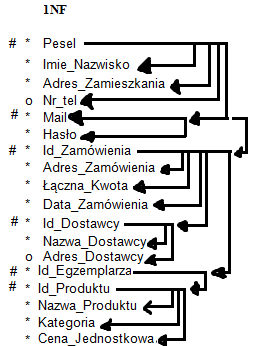 1NF
# * Pesel
* Imie_Nazwisko
* Adres_Zamieszkania
o Nr_tel
# * Mail
* Hasło
# * Id_Zamówienia
* Adres_Zamówienia
* Łączna_Kwota
* Data_Zamówienia
# * Id_Dostawcy
* Nazwa_Dostawcy
o Adres_Dostawcy
# * Id_Egzemplarza
# * Id_Produktu
* Nazwa_Produktu
* Kategoria
* Cena_Jednostkowa